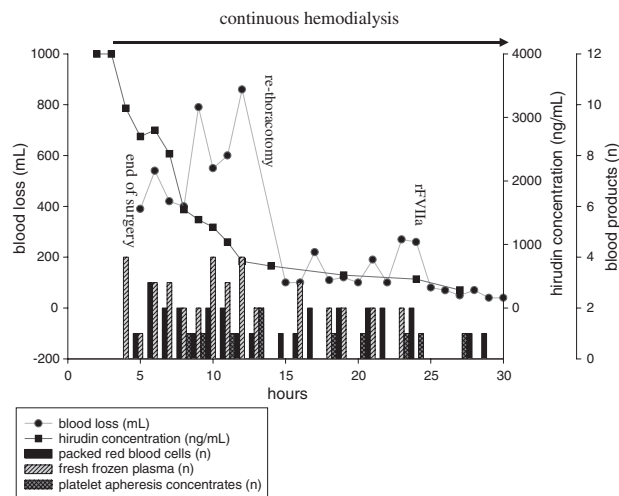 continuous hemodialysis
1000
800
600
400
200
0
-200
blood loss (mL)
4000
3000
2000
1000
0
hirudin concentration (ng/mL)
12
10
8
6
4
2
0
blood products (n)
end of surgery
re-thoracotomy
rFVIIa
0 5 10 15 20 25 30
hours
blood loss (mL)
hirudin concentration (ng/mL)
packed red blood cells (n)
fresh frozen plasma (n)
platelet apheresis concentrates (n)